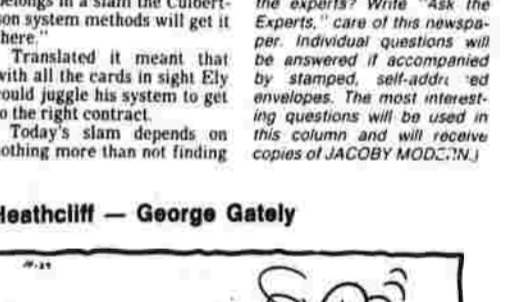 belongs in a slam the Culbert-
son system methods will get it
there."
Translated it meant that
with all the cards in sight Ely
could juggle his system to get
to the right contract.
Today's slam depends on
nothing more than not finding
the experts? Write "Ask the
Experts," care of this newspa-
per. Individual questions will
be answered if accompanied
by stamped, self-addre ed
envelopes. The most interest-
ing questions will be used in
this column and will receive
copies of JACOBY MODERN.)
Heathcliff — George Gately